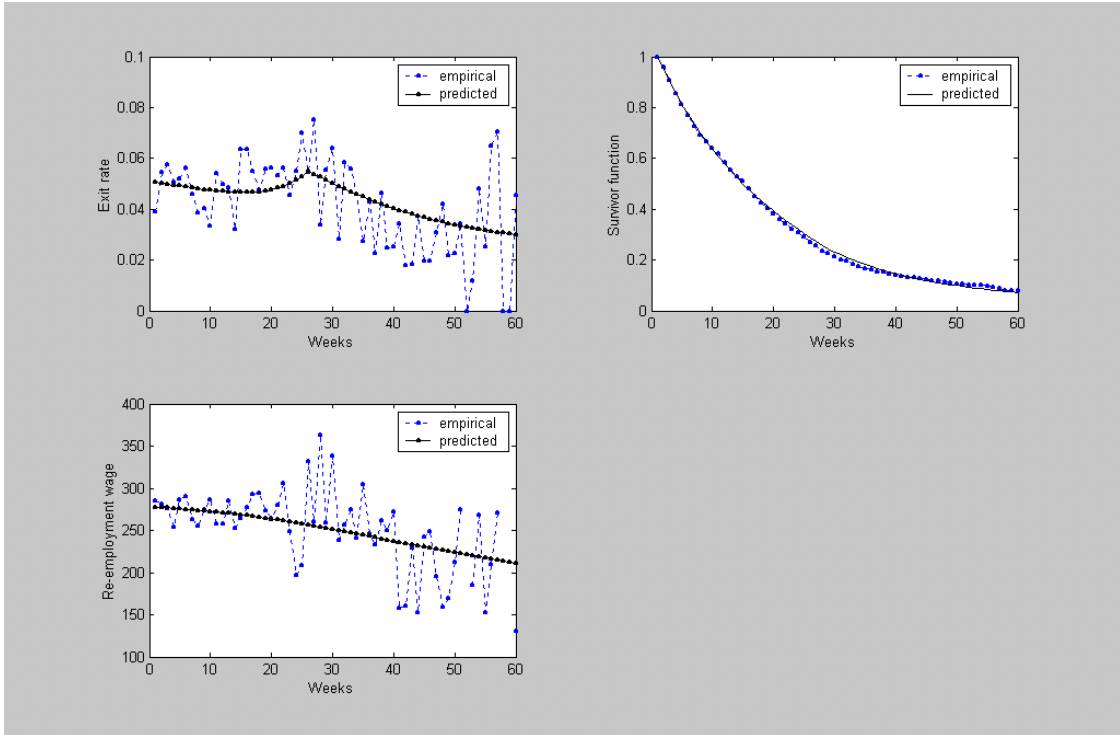 0.1
0.08
0.06
0.04
0.02
0
Exit rate
empirical
predicted
0 10 20 30 40 50 60
Weeks
1
0.8
0.6
0.4
0.2
0
Survivor function
empirical
predicted
0 10 20 30 40 50 60
Weeks
400
350
300
250
200
150
100
Re-employment wage
empirical
predicted
0 10 20 30 40 50 60
Weeks